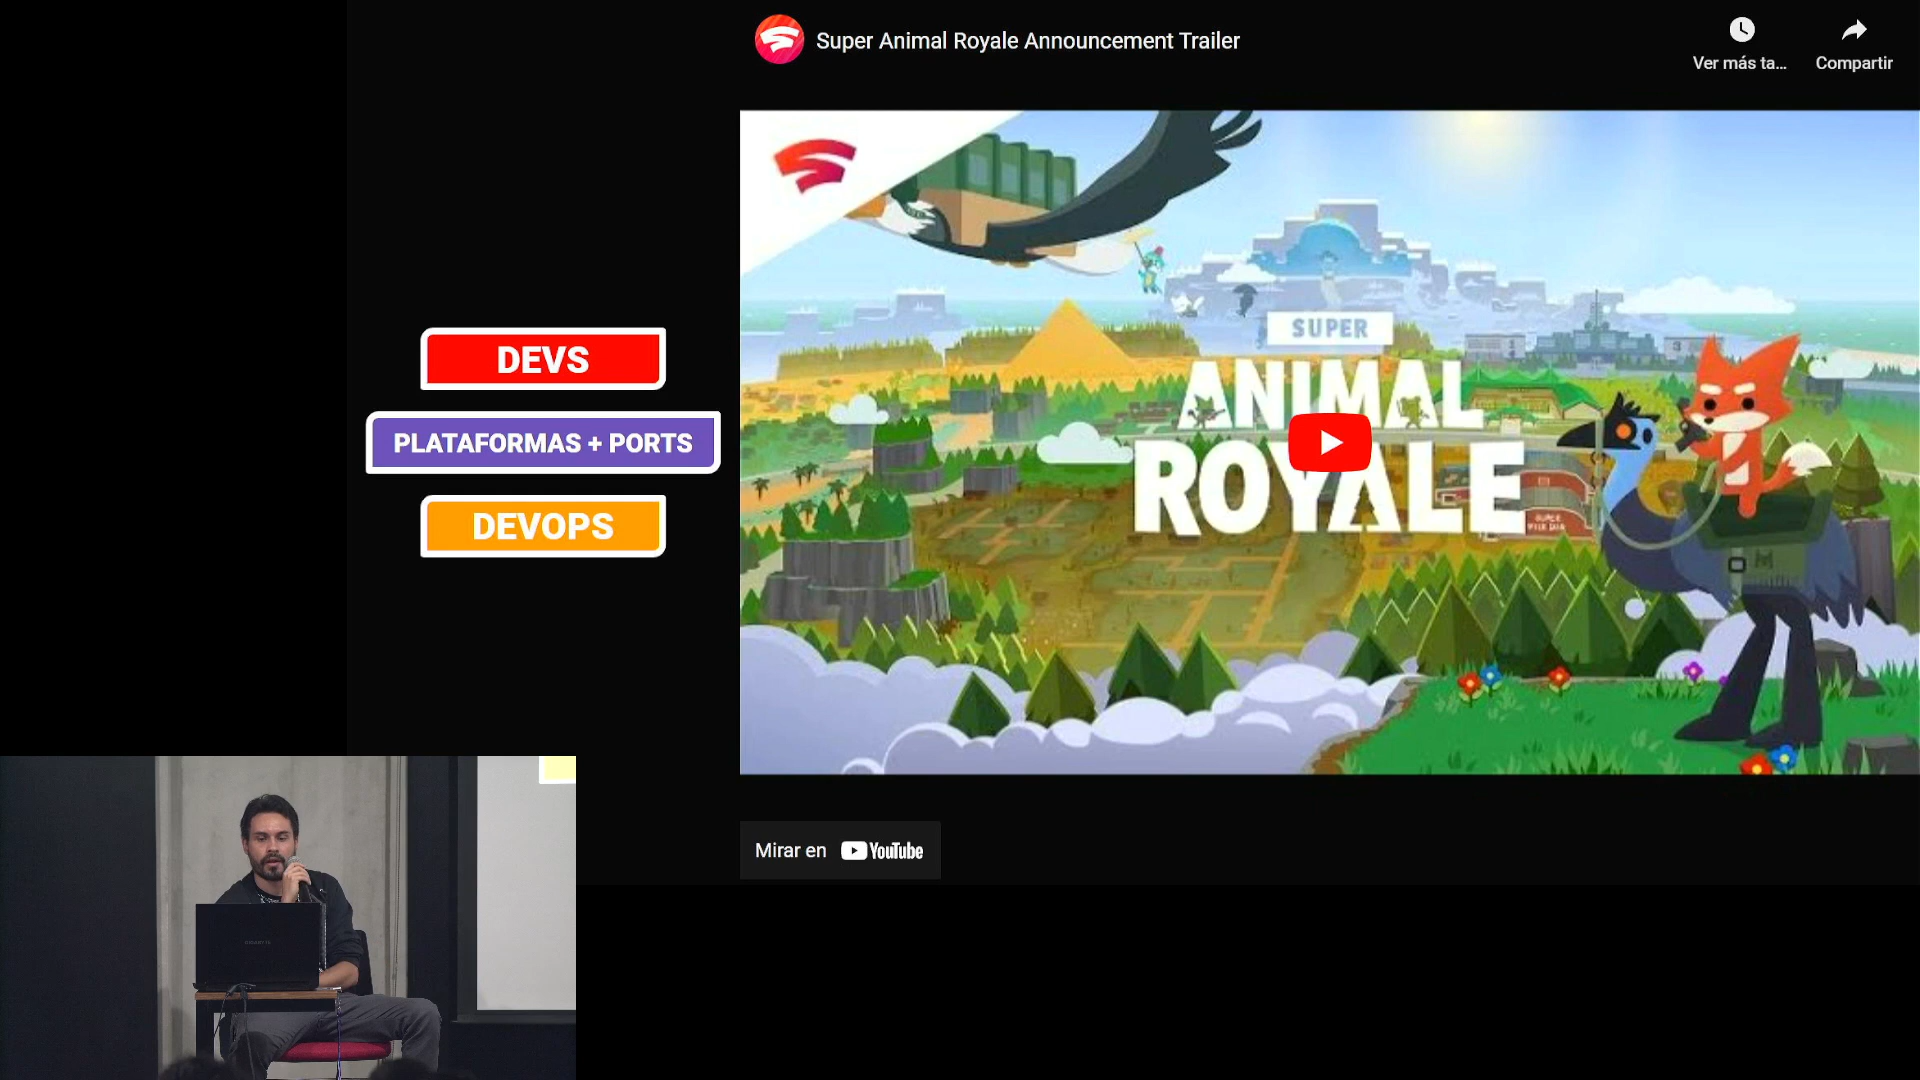 Super Animal Royale Announcement Trailer
Ver más ta...
Compartir
SUPER
ANIMAL
ROYALE
DEVS
PLATAFORMAS + PORTS
DEVOPS
Mirar en YouTube